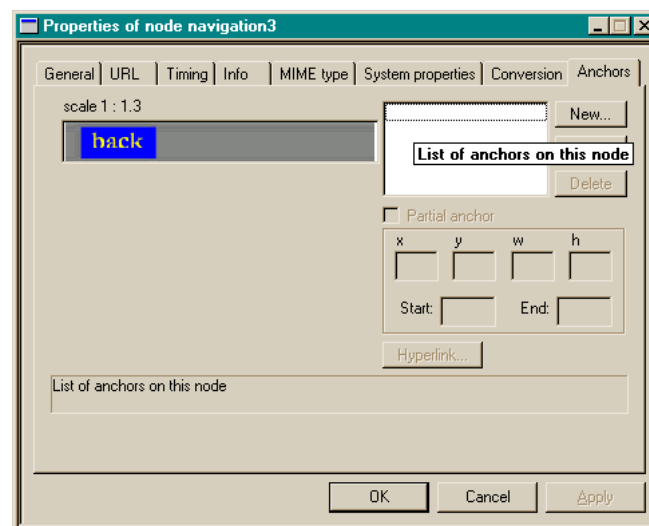 Properties of node navigation3
General URL Timing Info MIME type System properties Conversion Anchors
scale 1 : 1.3
back
New...
List of anchors on this node
Delete
Partial anchor
x y w h
Start: End:
Hyperlink...
List of anchors on this node
OK Cancel Apply